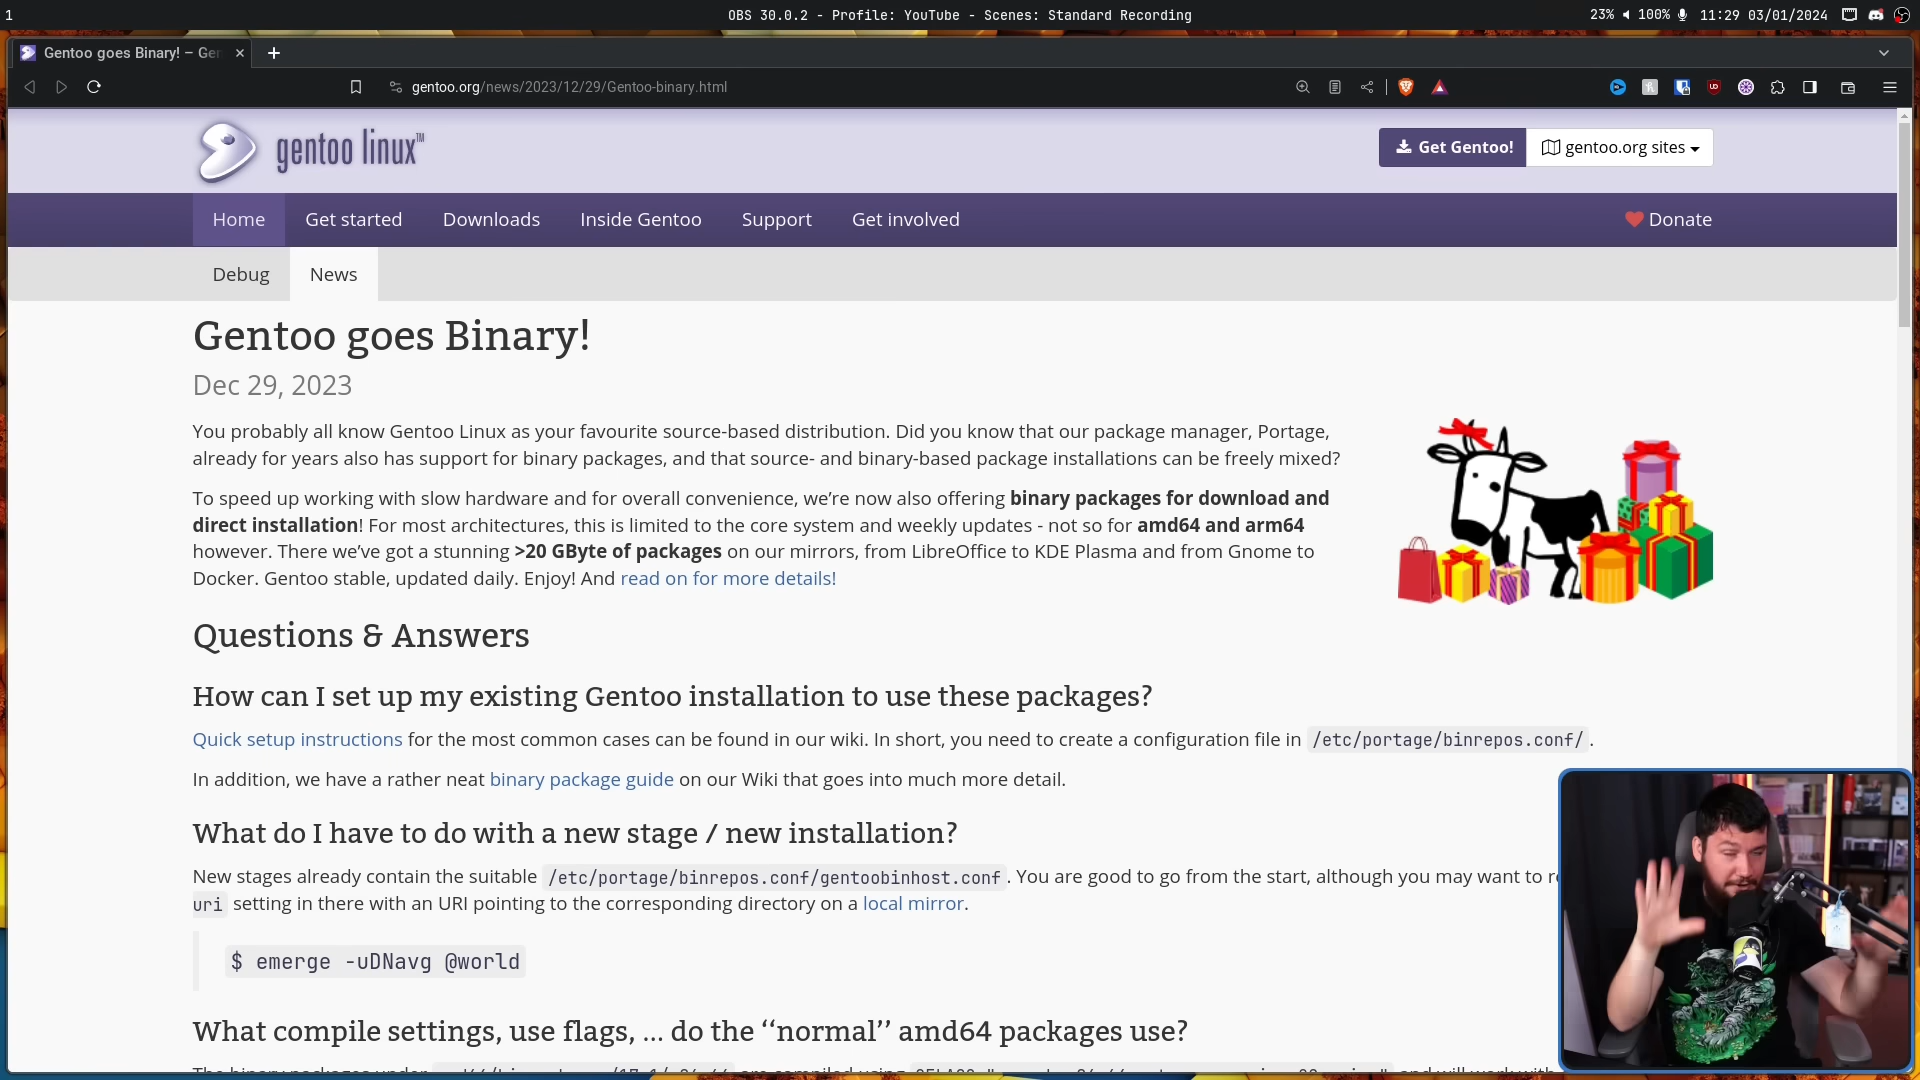 1
OBS 30.0.2 - Profile: YouTube - Scenes: Standard Recording
23% 100% 11:29 03/01/2024
Gentoo goes Binary! – Ge
gentoo.org/news/2023/12/29/Gentoo-binary.html
gentoo linux™
Get Gentoo!
gentoo.org sites
Home Get started Downloads Inside Gentoo Support Get involved Donate
Debug News
Gentoo goes Binary!
Dec 29, 2023
You probably all know Gentoo Linux as your favourite source-based distribution. Did you know that our package manager, Portage,
already for years also has support for binary packages, and that source- and binary-based package installations can be freely mixed?
To speed up working with slow hardware and for overall convenience, we’re now also offering binary packages for download and
direct installation! For most architectures, this is limited to the core system and weekly updates - not so for amd64 and arm64
however. There we’ve got a stunning >20 GByte of packages on our mirrors, from LibreOffice to KDE Plasma and from Gnome to
Docker. Gentoo stable, updated daily. Enjoy! And read on for more details!
Questions & Answers
How can I set up my existing Gentoo installation to use these packages?
Quick setup instructions for the most common cases can be found in our wiki. In short, you need to create a configuration file in /etc/portage/binrepos.conf/ .
In addition, we have a rather neat binary package guide on our Wiki that goes into much more detail.
What do I have to do with a new stage / new installation?
New stages already contain the suitable /etc/portage/binrepos.conf/gentoobinhost.conf . You are good to go from the start, although you may want to
uri setting in there with an URI pointing to the corresponding directory on a local mirror.
$ emerge -uDNavg @world
What compile settings, use flags, ... do the ‘‘normal’’ amd64 packages use?